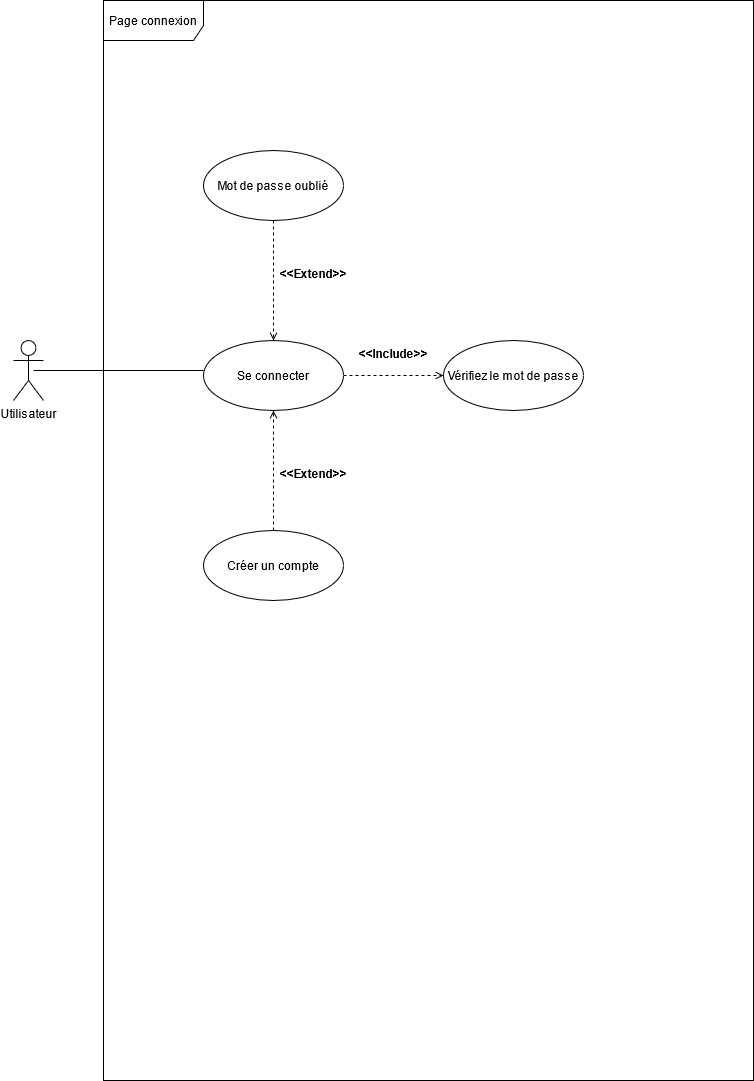 Page connexion
Mot de passe oublié
<<Extend>>
<<Include>>
Se connecter
Vérifiez le mot de passe
Utilisateur
<<Extend>>
Créer un compte